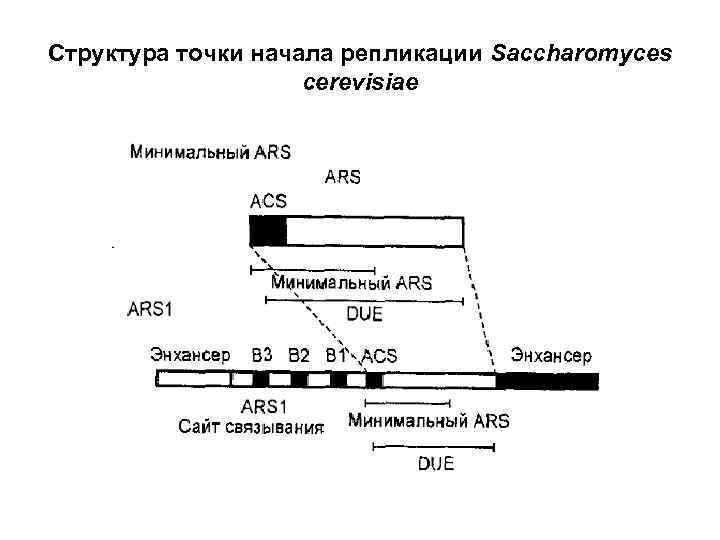 Структура точки начала репликации Saccharomyces
cerevisiae
Минимальный ARS
ARS
ACS
Минимальный ARS
DUE
ARS1
Энхансер B3 B2 B1 ACS Энхансер
ARS1
Сайт связывания
Минимальный ARS
DUE